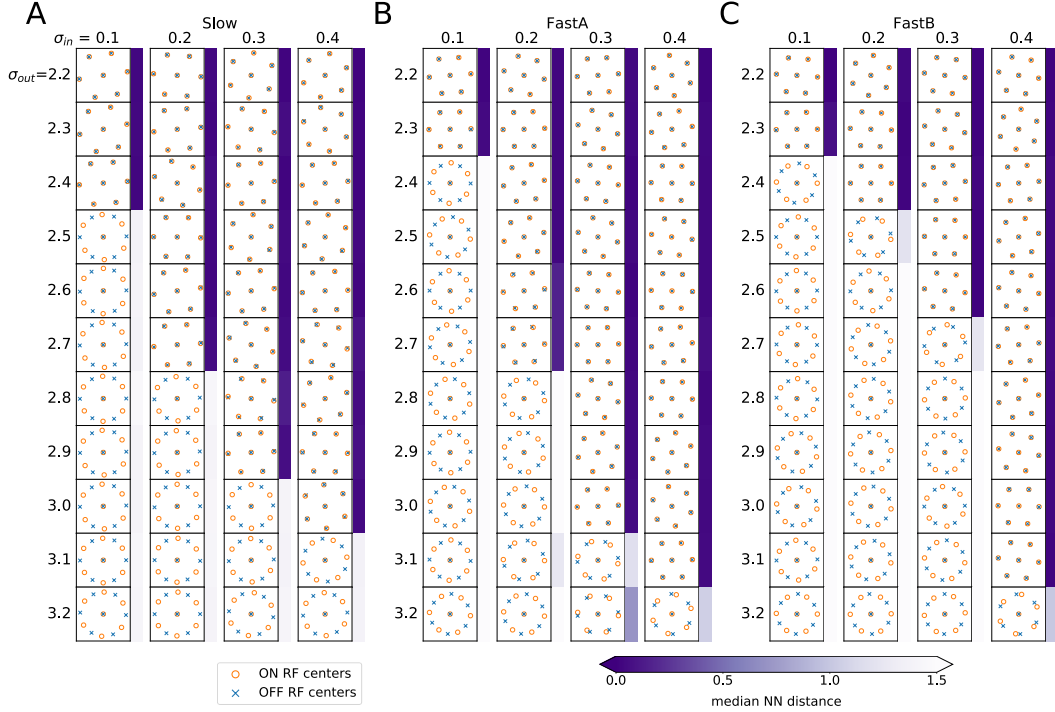 A B C
Slow FastA FastB
σin = 0.1 0.2 0.3 0.4 0.1 0.2 0.3 0.4 0.1 0.2 0.3 0.4
σout=2.2 2.2 2.2
2.3 2.3 2.3
2.4 2.4 2.4
2.5 2.5 2.5
2.6 2.6 2.6
2.7 2.7 2.7
2.8 2.8 2.8
2.9 2.9 2.9
3.0 3.0 3.0
3.1 3.1 3.1
3.2 3.2 3.2
ON RF centers
OFF RF centers
0.0 0.5 1.0 1.5
median NN distance